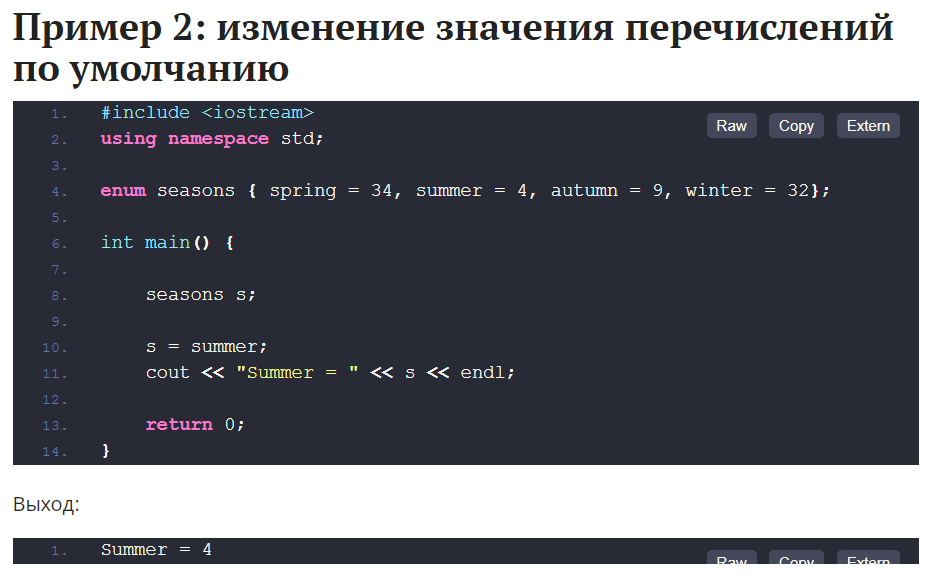 Пример 2: изменение значения перечислений
по умолчанию
Raw Copy Extern
1. #include <iostream>
2. using namespace std;
3.
4. enum seasons { spring = 34, summer = 4, autumn = 9, winter = 32};
5.
6. int main() {
7.
8. seasons s;
9.
10. s = summer;
11. cout << "Summer = " << s << endl;
12.
13. return 0;
14. }
Выход:
1. Summer = 4
Raw Copy Extern